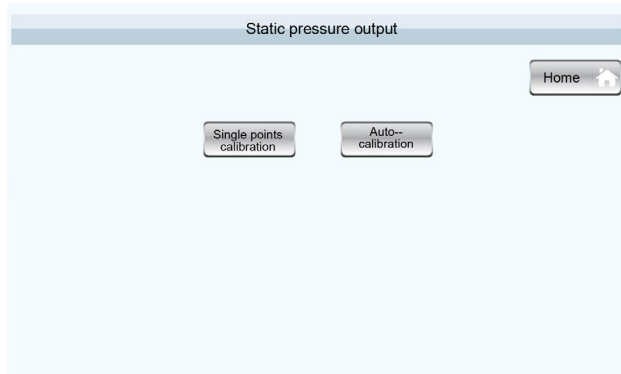 Static pressure output
Home
Single points
calibration
Auto--
calibration